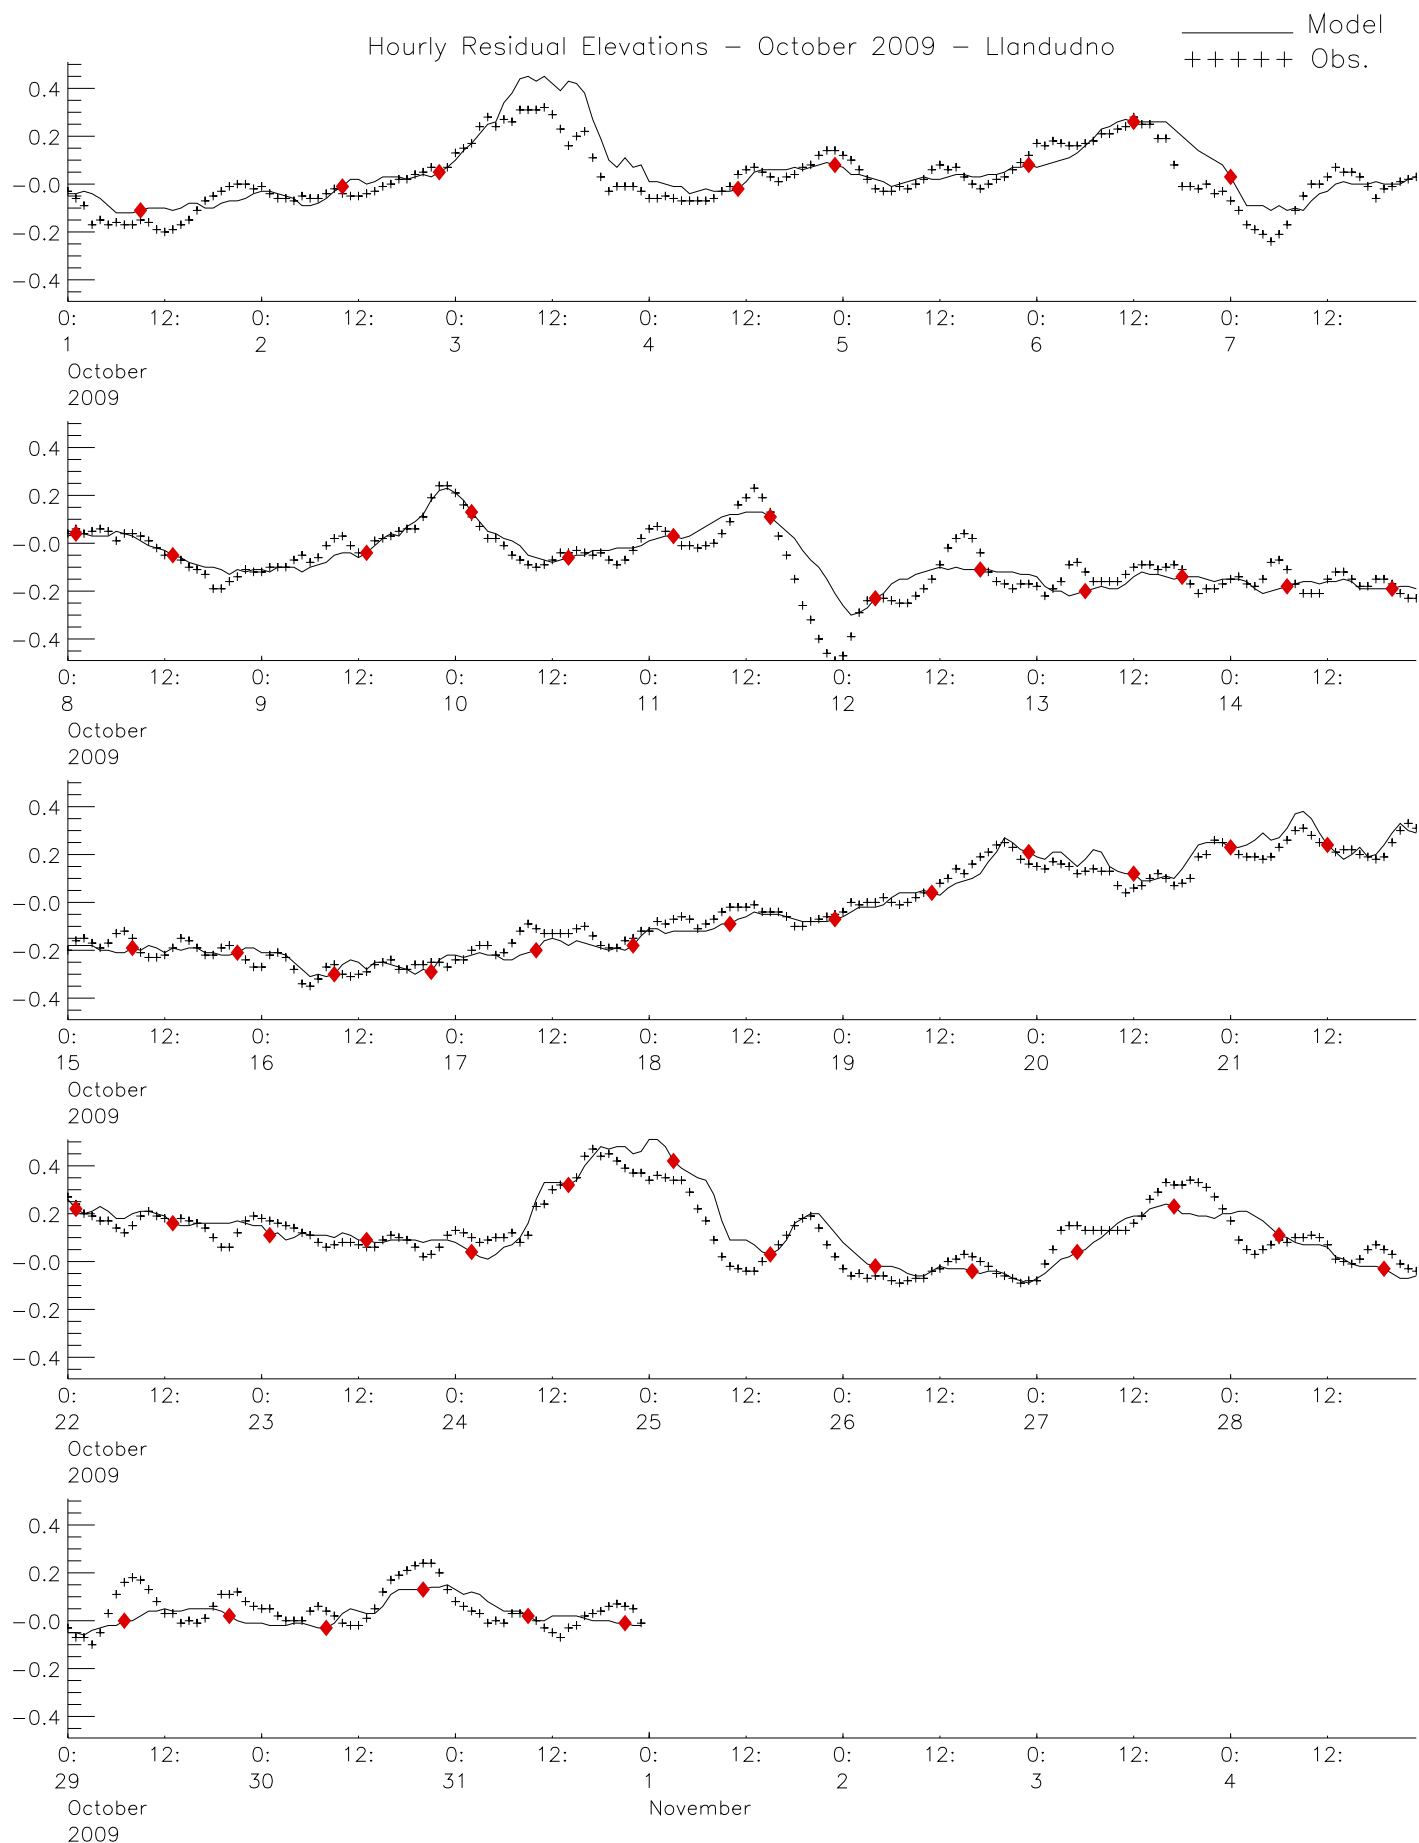 Hourly Residual Elevations − October 2009 − Llandudno
Model
+++++ Obs.
0.4
0.2
−0.0
−0.2
−0.4
0: 12: 0: 12: 0: 12: 0: 12: 0: 12: 0: 12: 0: 12:
1 2 3 4 5 6 7
October
2009
0.4
0.2
−0.0
−0.2
−0.4
0: 12: 0: 12: 0: 12: 0: 12: 0: 12: 0: 12: 0: 12:
8 9 10 11 12 13 14
October
2009
0.4
0.2
−0.0
−0.2
−0.4
0: 12: 0: 12: 0: 12: 0: 12: 0: 12: 0: 12: 0: 12:
15 16 17 18 19 20 21
October
2009
0.4
0.2
−0.0
−0.2
−0.4
0: 12: 0: 12: 0: 12: 0: 12: 0: 12: 0: 12: 0: 12:
22 23 24 25 26 27 28
October
2009
0.4
0.2
−0.0
−0.2
−0.4
0: 12: 0: 12: 0: 12: 0: 12: 0: 12: 0: 12: 0: 12:
29 30 31 1 2 3 4
October November
2009